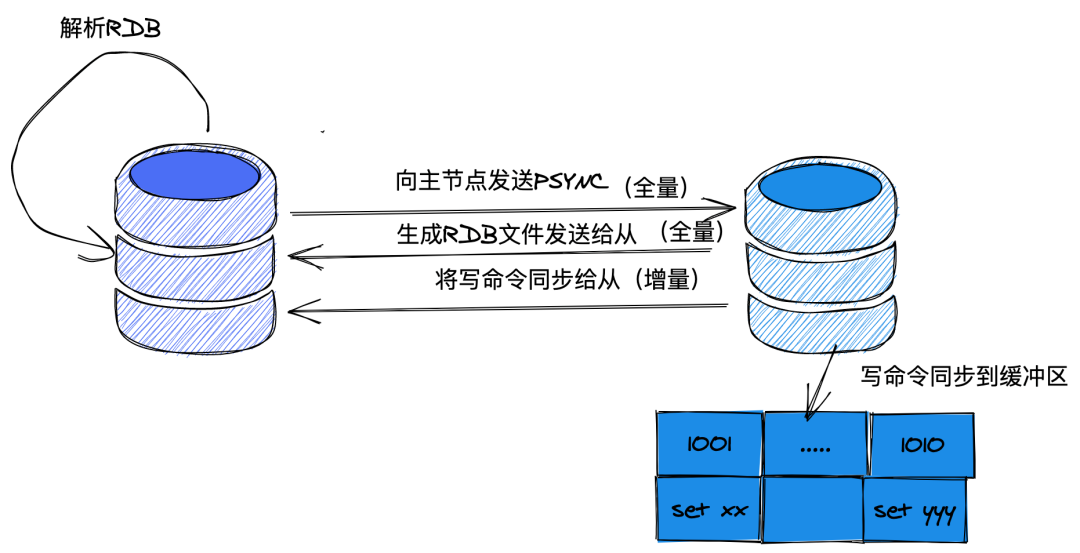 解析RDB
向主节点发送PSYNC（全量）
生成RDB文件发送给从（全量）
将写命令同步给从（增量）
写命令同步到缓冲区
1001 ..... 1010
set xx set yyy